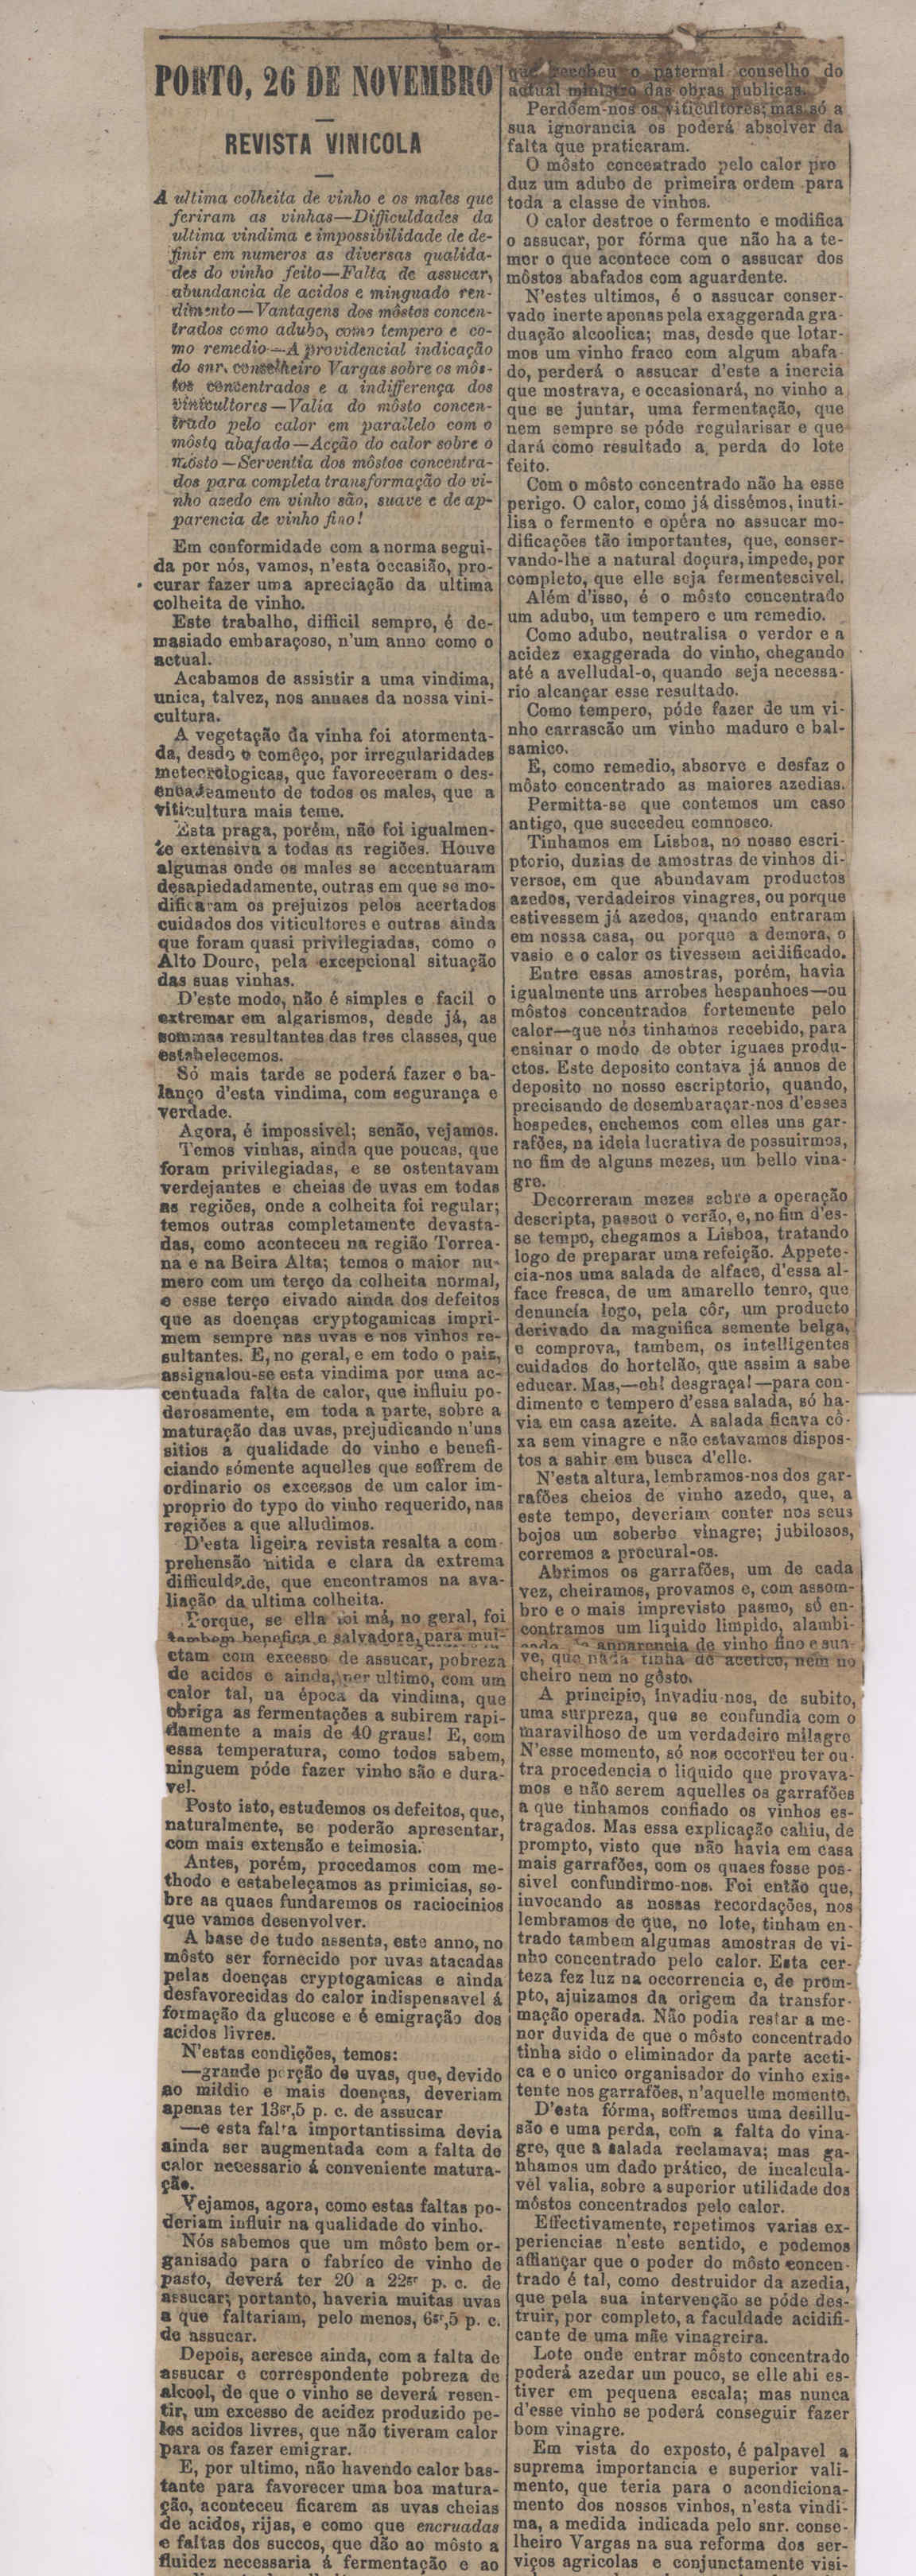 PORTO, 26 DE NOVEMBRO
REVISTA VINICOLA
A ultima colheita de vinho e os males que
feriram as vinhas—Difficuldades da
ultima vindima e impossibilidade de de-
finir em numeros as diversas qualida-
des do vinho feito—Falta de assucar,
abundancia de acidos e minguado ren-
dimento—Vantagens dos môstos concen-
trados como adubo, como tempero e co-
mo remedio—A providencial indicação
do snr. conselheiro Vargas sobre os môs-
tos concentrados e a indifferença dos
vinicultores—Valia do môsto concen-
trado pelo calor em parallelo com o
môsto abafado—Acção do calor sobre o
môsto—Serventia dos môstos concentra-
dos para completa transformação do vi-
nho azedo em vinho são, suave e de ap-
parencia de vinho fino!
Em conformidade com a norma segui-
da por nós, vamos, n'esta occasião, pro-
curar fazer uma apreciação da ultima
colheita de vinho.
Este trabalho, difficil sempre, é de-
masiado embaraçoso, n'um anno como o
actual.
Acabamos de assistir a uma vindima,
unica, talvez, nos annaes da nossa vini-
cultura.
A vegetação da vinha foi atormenta-
da, desde o comêço, por irregularidades
meteorologicas, que favoreceram o des-
encadeamento de todos os males, que a
viticultura mais teme.
Esta praga, porém, não foi igualmen-
te extensiva a todas as regiões. Houve
algumas onde os males se accentuaram
desapiedadamente, outras em que se mo-
dificaram os prejuizos pelos acertados
cuidados dos viticultores e outras ainda
que foram quasi privilegiadas, como o
Alto Douro, pela excepcional situação
das suas vinhas.
D'este modo, não é simples e facil o
extremar em algarismos, desde já, as
sommas resultantes das tres classes, que
estabelecemos.
Só mais tarde se poderá fazer o ba-
lanço d'esta vindima, com segurança e
verdade.
Agora, é impossivel; senão, vejamos.
Temos vinhas, ainda que poucas, que
foram privilegiadas, e se ostentavam
verdejantes e cheias de uvas em todas
as regiões, onde a colheita foi regular;
temos outras completamente devasta-
das, como aconteceu na região Torrea-
na e na Beira Alta; temos o maior nu-
mero com um terço da colheita normal,
e esse terço eivado ainda dos defeitos
que as doenças cryptogamicas impri-
mem sempre nas uvas e nos vinhos re-
sultantes. E, no geral, e em todo o paiz,
assignalou-se esta vindima por uma ac-
centuada falta de calor, que influiu po-
derosamente, em toda a parte, sobre a
maturação das uvas, prejudicando n'uns
sitios a qualidade do vinho e benefi-
ciando sómente aquelles que soffrem de
ordinario os excessos de um calor im-
proprio do typo do vinho requerido, nas
regiões a que alludimos.
D'esta ligeira revista resalta a com-
prehensão nitida e clara da extrema
difficuldade, que encontramos na ava-
liação da ultima colheita.
Porque, se ella foi má, no geral, foi
tambem benefica e salvadora, para mui-
ctam com excesso de assucar, pobreza
de acidos e ainda, por ultimo, com um
calor tal, na época da vindima, que
obriga as fermentações a subirem rapi-
damente a mais de 40 graus! E, com
essa temperatura, como todos sabem,
ninguem póde fazer vinho são e dura-
vel.
Posto isto, estudemos os defeitos, que,
naturalmente, se poderão apresentar,
com mais extensão e teimosia.
Antes, porém, procedamos com me-
thodo e estabeleçamos as primicias, so-
bre as quaes fundaremos os raciocinios
que vamos desenvolver.
A base de tudo assenta, este anno, no
môsto ser fornecido por uvas atacadas
pelas doenças cryptogamicas e ainda
desfavorecidas do calor indispensavel á
formação da glucose e é emigração dos
acidos livres.
N'estas condições, temos:
—grande porção de uvas, que, devido
ao mildio e mais doenças, deveriam
apenas ter 13gr,5 p. c. de assucar
—e esta falta importantissima devia
ainda ser augmentada com a falta de
calor necessario á conveniente matura-
ção.
Vejamos, agora, como estas faltas po-
deriam influir na qualidade do vinho.
Nós sabemos que um môsto bem or-
ganisado para o fabrico de vinho de
pasto, deverá ter 20 a 22gr p. c. de
assucar; portanto, haveria muitas uvas
a que faltariam, pelo menos, 6gr,5 p. c.
de assucar.
Depois, acresce ainda, com a falta de
assucar e correspondente pobreza de
alcool, de que o vinho se deverá resen-
tir, um excesso de acidez produzido pe-
los acidos livres, que não tiveram calor
para os fazer emigrar.
E, por ultimo, não havendo calor bas-
tante para favorecer uma boa matura-
ção, aconteceu ficarem as uvas cheias
de acidos, rijas, e como que encruadas
e faltas dos succos, que dão ao môsto a
fluidez necessaria á fermentação e ao
que recebeu o paternal conselho do
actual ministro das obras publicas.
Perdôem-nos os viticultores; mas só a
sua ignorancia os poderá absolver da
falta que praticaram.
O môsto concentrado pelo calor pro
duz um adubo de primeira ordem para
toda a classe de vinhos.
O calor destroe o fermento e modifica
o assucar, por fórma que não ha a te-
mer o que acontece com o assucar dos
môstos abafados com aguardente.
N'estes ultimos, é o assucar conser-
vado inerte apenas pela exaggerada gra-
duação alcoolica; mas, desde que lotar-
mos um vinho fraco com algum abafa-
do, perderá o assucar d'este a inercia
que mostrava, e occasionará, no vinho a
que se juntar, uma fermentação, que
nem sempre se póde regularisar e que
dará como resultado a perda do lote
feito.
Com o môsto concentrado não ha esse
perigo. O calor, como já dissémos, inuti-
lisa o fermento e opéra no assucar mo-
dificações tão importantes, que, conser-
vando-lhe a natural doçura, impede, por
completo, que elle seja fermentescivel.
Além d'isso, é o môsto concentrado
um adubo, um tempero e um remedio.
Como adubo, neutralisa o verdor e a
acidez exaggerada do vinho, chegando
até a avelludal-o, quando seja necessa-
rio alcançar esse resultado.
Como tempero, póde fazer de um vi-
nho carrascão um vinho maduro e bal-
samico.
E, como remedio, absorve e desfaz o
môsto concentrado as maiores azedias.
Permitta-se que contemos um caso
antigo, que succedeu comnosco.
Tinhamos em Lisboa, no nosso escri-
ptorio, duzias de amostras de vinhos di-
versos, em que abundavam productos
azedos, verdadeiros vinagres, ou porque
estivessem já azedos, quando entraram
em nossa casa, ou porque a demora, o
vasio e o calor os tivessem acidificado.
Entre essas amostras, porém, havia
igualmente uns arrobes hespanhoes—ou
môstos concentrados fortemente pelo
calor—que nós tinhamos recebido, para
ensinar o modo de obter iguaes produ-
ctos. Este deposito contava já annos de
deposito no nosso escriptorio, quando,
precisando de desembaraçar-nos d'esses
hospedes, enchemos com elles uns gar-
rafões, na ideia lucrativa de possuirmos,
no fim de alguns mezes, um bello vina-
gre.
Decorreram mezes sobre a operação
descripta, passou o verão, e, no fim d'es-
se tempo, chegamos a Lisboa, tratando
logo de preparar uma refeição. Appete-
cia-nos uma salada de alface, d'essa al-
face fresca, de um amarello tenro, que
denuncia logo, pela côr, um producto
derivado da magnifica semente belga,
e comprova, tambem, os intelligentes
cuidados do hortelão, que assim a sabe
educar. Mas,—oh! desgraça!—para con-
dimento e tempero d'essa salada, só ha-
via em casa azeite. A salada ficava cô-
xa sem vinagre e não estavamos dispos-
tos a sahir em busca d'elle.
N'esta altura, lembramos-nos dos gar-
rafões cheios de vinho azedo, que, a
este tempo, deveriam conter nos seus
bojos um soberbo vinagre; jubilosos,
corremos a procural-os.
Abrimos os garrafões, um de cada
vez, cheiramos, provamos e, com assom-
bro e o mais imprevisto pasmo, só en-
contramos um liquido limpido, alambi-
apparencia de vinho fino e sua-
ve, que nada tinha de acetico, nem no
cheiro nem no gôsto.
A principio, invadiu-nos, de subito,
uma surpreza, que se confundia com o
maravilhoso de um verdadeiro milagre
N'esse momento, só nos occorreu ter ou-
tra procedencia o liquido que provava-
mos e não serem aquelles os garrafões
a que tinhamos confiado os vinhos es-
tragados. Mas essa explicação cahiu, de
prompto, visto que não havia em casa
mais garrafões, com os quaes fosse pos-
sivel confundirmo-nos. Foi então que,
invocando as nossas recordações, nos
lembramos de que, no lote, tinham en-
trado tambem algumas amostras de vi-
nho concentrado pelo calor. Esta cer-
teza fez luz na occorrencia e, de prom-
pto, ajuizamos da origem da transfor-
mação operada. Não podia restar a me-
nor duvida de que o môsto concentrado
tinha sido o eliminador da parte aceti-
ca e o unico organisador do vinho exis-
tente nos garrafões, n'aquelle momento.
D'esta fórma, soffremos uma desillu-
são e uma perda, com a falta do vina-
gre, que a salada reclamava; mas ga-
nhamos um dado prático, de incalcula-
vel valia, sobre a superior utilidade dos
môstos concentrados pelo calor.
Effectivamente, repetimos varias ex-
periencias n'este sentido, e podemos
affiançar que o poder do môsto concen-
trado é tal, como destruidor da azedia,
que pela sua intervenção se póde des-
truir, por completo, a faculdade acidifi-
cante de uma mãe vinagreira.
Lote onde entrar môsto concentrado
poderá azedar um pouco, se elle ahi es-
tiver em pequena escala; mas nunca
d'esse vinho se poderá conseguir fazer
bom vinagre.
Em vista do exposto, é palpavel a
suprema importancia e superior vali-
mento, que teria para o acondiciona-
mento dos nossos vinhos, n'esta vindi-
ma, a medida indicada pelo snr. conse-
lheiro Vargas na sua reforma dos ser-
viços agricolas e conjunctamente visi-